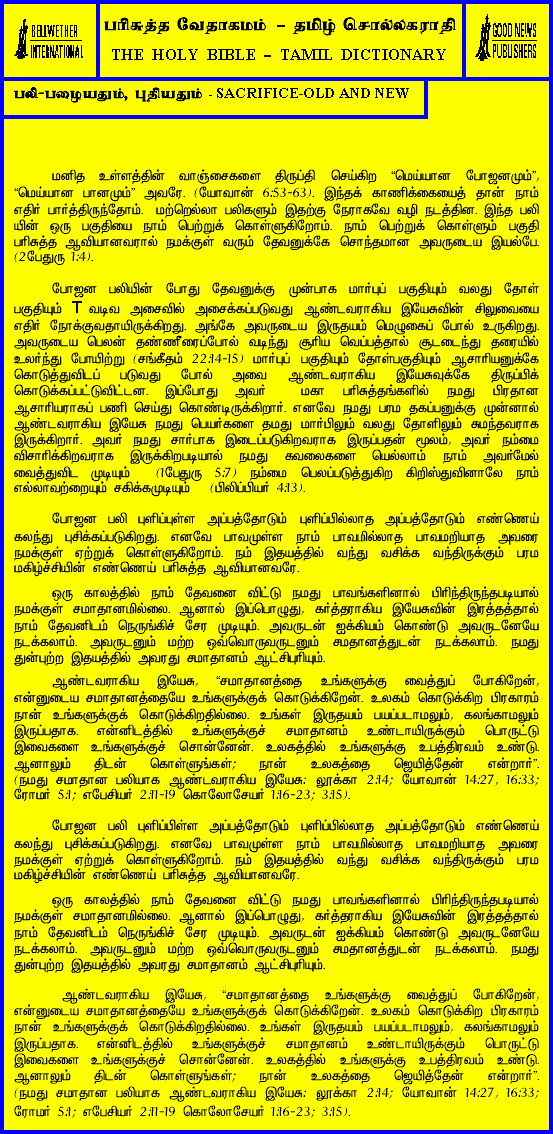 BELLWETHER
INTERNATIONAL
பரிசுத்த வேதாகமம் – தமிழ் சொல்லகராதி
THE HOLY BIBLE – TAMIL DICTIONARY
GOOD NEWS
PUBLISHERS
பலி-பழையதும், புதியதும் - SACRIFICE-OLD AND NEW
மனித உள்ளத்தின் வாஞ்சைகளை திருப்தி செய்கிற “மெய்யான போஜனமும்”,
“மெய்யான பானமும்” அவரே. (யோவான் 6:53-63). இந்தக் காணிக்கையைத் தான் நாம்
எதிர் பார்த்திருந்தோம். மற்றெல்லா பலிகளும் இதற்கு நேராகவே வழி நடத்தின. இந்த பலி
யின் ஒரு பகுதியை நாம் பெற்றுக் கொள்ளுகிறோம். நாம் பெற்றுக் கொள்ளும் பகுதி
பரிசுத்த ஆவியானவரால் நமக்குள் வரும் தேவனுக்கே சொந்தமான அவருடைய இயல்பே.
(2பேதுரு 1:4).
போஜன பலியின் போது தேவனுக்கு முன்பாக மார்புப் பகுதியும் வலது தோள்
பகுதியும் T வடிவ அசைவில் அசைக்கப்படுவது ஆண்டவராகிய இயேசுவின் சிலுவையை
எதிர் நோக்குவதாயிருக்கிறது. அங்கே அவருடைய இருதயம் மெழுகைப் போல் உருகிறது.
அவருடைய பெலன் தண்ணீரைப்போல் வடிந்து சூரிய வெப்பத்தால் சூடடைந்து தரையில்
உலர்ந்து போயிற்று (சங்கீதம் 22:14-15) மார்புப் பகுதியும் தோள்பகுதியும் ஆசாரியனுக்கே
கொடுத்துவிடப் படுவது போல் அவை ஆண்டவராகிய இயேசுவுக்கே திருப்பிக்
கொடுக்கப்பட்டுவிட்டன. இப்போது அவர் மகா பரிசுத்தங்களில் நமது பிரதான
ஆசாரியராகப் பணி செய்து கொண்டிருக்கிறார். எனவே நமது பரம தகப்பனுக்கு முன்னால்
ஆண்டவராகிய இயேசு நமது பெயர்களை தமது மார்பிலும் வலது தோளிலும் சுமந்தவராக
இருக்கிறார். அவர் நமது சார்பாக இடைப்படுகிறவராக இருப்பதன் மூலம், அவர் நம்மை
விசாரிக்கிறவராக இருக்கிறபடியால் நமது கவலைகளை யெல்லாம் நாம் அவர்மேல்
வைத்துவிட முடியும் (1பேதுரு 5:7) நம்மை பெலப்படுத்துகிற கிறிஸ்துவினாலே நாம்
எல்லாவற்றையும் சகிக்கமுடியும் (பிலிப்பியர் 4:13).
போஜன பலி புளிப்புள்ள அப்பத்தோடும் புளிப்பில்லாத அப்பத்தோடும் எண்ணெய்
கலந்து புசிக்கப்படுகிறது. எனவே பாவமுள்ள நாம் பாவமில்லாத பாவமறியாத அவரை
நமக்குள் ஏற்றுக் கொள்ளுகிறோம். நம் இதயத்தில் வந்து வசிக்க வந்திருக்கும் பரம
மகிழ்ச்சியின் எண்ணெய் பரிசுத்த ஆவியானவரே.
ஒரு காலத்தில் நாம் தேவனை விட்டு நமது பாவங்களினால் பிரிந்திருந்தபடியால்
நமக்குள் சமாதானமில்லை. ஆனால் இப்பொழுது, கர்த்தராகிய இயேசுவின் இரத்தத்தால்
நாம் தேவனிடம் நெருங்கிச் சேர முடியும். அவருடன் ஐக்கியம் கொண்டு அவருடனேயே
நடக்கலாம். அவருடனும் மற்ற ஒவ்வொருவருடனும் சமதானத்துடன் நடக்கலாம். நமது
துன்புற்ற இதயத்தில் அவரது சமாதானம் ஆட்சிபுரியும்.
ஆண்டவராகிய இயேசு, “சமாதானத்தை உங்களுக்கு வைத்துப் போகிறேன்,
என்னுடைய சமாதானத்தையே உங்களுக்குக் கொடுக்கிறேன். உலகம் கொடுக்கிற பிரகாரம்
நான் உங்களுக்குக் கொடுக்கிறதில்லை. உங்கள் இருதயம் பயப்படாமலும், கலங்காமலும்
இருப்பதாக. என்னிடத்தில் உங்களுக்குச் சமாதானம் உண்டாயிருக்கும் பொருட்டு
இவைகளை உங்களுக்குச் சொன்னேன். உலகத்தில் உங்களுக்கு உபத்திரவம் உண்டு.
ஆனாலும் திடன் கொள்ளுங்கள்; நான் உலகத்தை ஜெயித்தேன் என்றார்”.
(நமது சமாதான பலியாக ஆண்டவராகிய இயேசு: லூக்கா 2:14; யோவான் 14:27, 16:33;
ரோமர் 5:1; எபேசியர் 2:11-19 கொலோசேயர் 1:16-23; 3:15).
போஜன பலி புளிப்பிள்ள அப்பத்தோடும் புளிப்பில்லாத அப்பத்தோடும் எண்ணெய்
கலந்து புசிக்கப்படுகிறது. எனவே பாவமுள்ள நாம் பாவமில்லாத பாவமறியாத அவரை
நமக்குள் ஏற்றுக் கொள்ளுகிறோம். நம் இதயத்தில் வந்து வசிக்க வந்திருக்கும் பரம
மகிழ்ச்சியின் எண்ணெய் பரிசுத்த ஆவியானவரே.
ஒரு காலத்தில் நாம் தேவனை விட்டு நமது பாவங்களினால் பிரிந்திருந்தபடியால்
நமக்குள் சமாதானமில்லை. ஆனால் இப்பொழுது, கர்த்தராகிய இயேசுவின் இரத்தத்தால்
நாம் தேவனிடம் நெருங்கிச் சேர முடியும். அவருடன் ஐக்கியம் கொண்டு அவருடனேயே
நடக்கலாம். அவருடனும் மற்ற ஒவ்வொருவருடனும் சமதானத்துடன் நடக்கலாம். நமது
துன்புற்ற இதயத்தில் அவரது சமாதானம் ஆட்சிபுரியும்.
ஆண்டவராகிய இயேசு, “சமாதானத்தை உங்களுக்கு வைத்துப் போகிறேன்,
என்னுடைய சமாதானத்தையே உங்களுக்குக் கொடுக்கிறேன். உலகம் கொடுக்கிற பிரகாரம்
நான் உங்களுக்குக் கொடுக்கிறதில்லை. உங்கள் இருதயம் பயப்படாமலும், கலங்காமலும்
இருப்பதாக. என்னிடத்தில் உங்களுக்குச் சமாதானம் உண்டாயிருக்கும் பொருட்டு
இவைகளை உங்களுக்குச் சொன்னேன். உலகத்தில் உங்களுக்கு உபத்திரவம் உண்டு.
ஆனாலும் திடன் கொள்ளுங்கள்; நான் உலகத்தை ஜெயித்தேன் என்றார்”.
(நமது சமாதான பலியாக ஆண்டவராகிய இயேசு: லூக்கா 2:14; யோவான் 14:27, 16:33;
ரோமர் 5:1; எபேசியர் 2:11-19 கொலோசேயர் 1:16-23; 3:15).